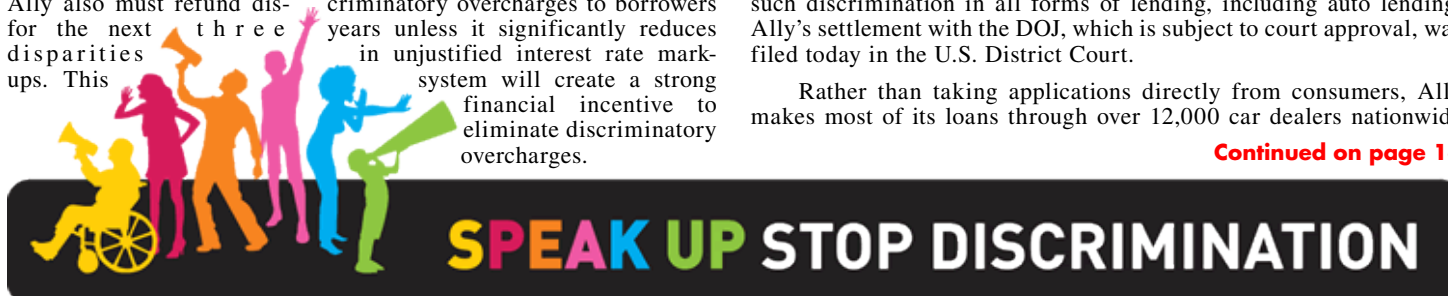 Ally also must refund dis- criminatory overcharges to borrowers
for the next three years unless it significantly reduces
disparities in unjustified interest rate mark-
ups. This system will create a strong
financial incentive to
eliminate discriminatory
overcharges.
such discrimination in all forms of lending, including auto lending
Ally's settlement with the DOJ, which is subject to court approval, wa
filed today in the U.S. District Court.
Rather than taking applications directly from consumers, All
makes most of its loans through over 12,000 car dealers nationwid
Continued on page 1
SPEAK UP STOP DISCRIMINATION